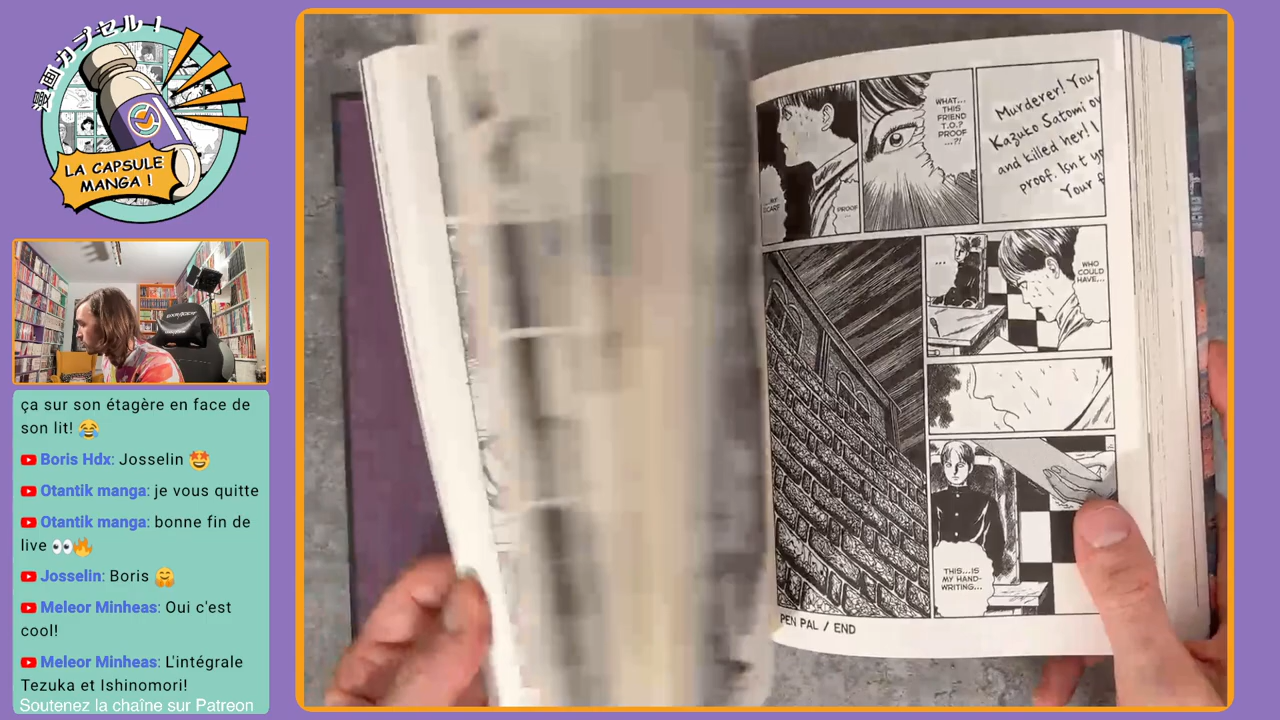 漫画カプセル!
LA CAPSULE
MANGA !
ça sur son étagère en face de
son lit! 😂
Boris Hdx: Josselin 🤩
Otantik manga: je vous quitte
Otantik manga: bonne fin de
live 👀🔥
Josselin: Boris 🤗
Meleor Minheas: Oui c'est
cool!
Meleor Minheas: L'intégrale
Tezuka et Ishinomori!
Soutenez la chaîne sur Patreon
WHAT...
THIS
FRIEND
T.O.?
PROOF
...?!
Murderer! You
Kazuko Satomi
and killed her! I
proof. Isn't
Your
PROOF
...
...
WHO
COULD
HAVE...
THIS...IS
MY HAND-
WRITING...
PEN PAL / END